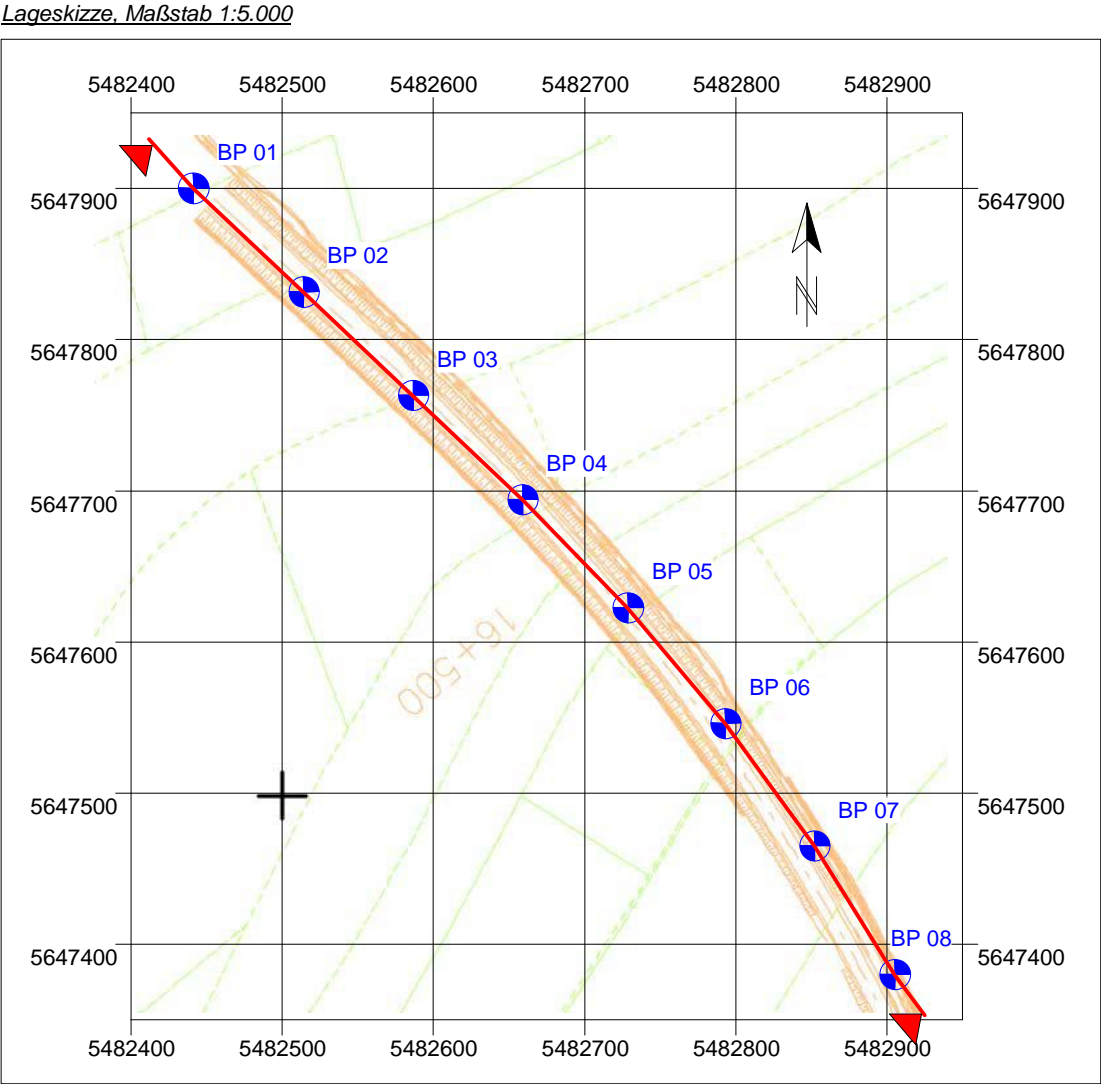 Lageskizze, Maßstab 1:5.000
5482400 5482500 5482600 5482700 5482800 5482900
BP 01
5647900 5647900
BP 02
N
5647800 5647800
BP 03
BP 04
5647700 5647700
BP 05
16+500
5647600 5647600
BP 06
5647500 5647500
BP 07
BP 08
5647400 5647400
5482400 5482500 5482600 5482700 5482800 5482900